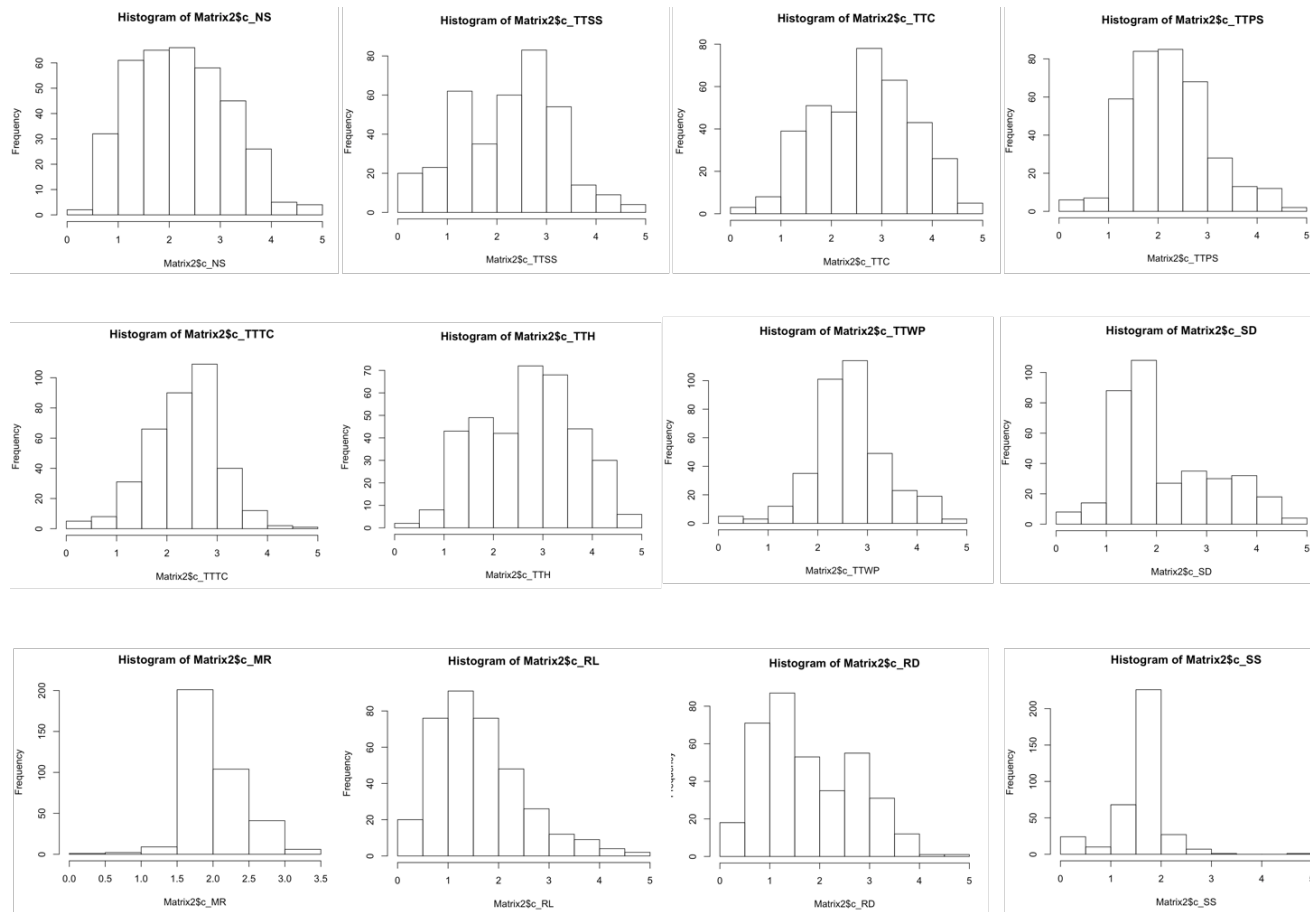 Histogram of Matrix2$c_NS
Frequency
0 10 20 30 40 50 60
0 1 2 3 4 5
Matrix2$c_NS
Histogram of Matrix2$c_TTSS
Frequency
0 20 40 60 80
0 1 2 3 4 5
Matrix2$c_TTSS
Histogram of Matrix2$c_TTC
Frequency
0 20 40 60 80
0 1 2 3 4 5
Matrix2$c_TTC
Histogram of Matrix2$c_TTPS
Frequency
0 20 40 60 80
0 1 2 3 4 5
Matrix2$c_TTPS
Histogram of Matrix2$c_TTTC
Frequency
0 20 40 60 80 100
0 1 2 3 4 5
Matrix2$c_TTTC
Histogram of Matrix2$c_TTH
Frequency
0 10 20 30 40 50 60 70
0 1 2 3 4 5
Matrix2$c_TTH
Histogram of Matrix2$c_TTWP
Frequency
0 20 40 60 80 100
0 1 2 3 4 5
Matrix2$c_TTWP
Histogram of Matrix2$c_SD
Frequency
0 20 40 60 80 100
0 1 2 3 4 5
Matrix2$c_SD
Histogram of Matrix2$c_MR
Frequency
0 50 100 150 200
0.0 0.5 1.0 1.5 2.0 2.5 3.0 3.5
Matrix2$c_MR
Histogram of Matrix2$c_RL
Frequency
0 20 40 60 80
0 1 2 3 4 5
Matrix2$c_RL
Histogram of Matrix2$c_RD
0 20 40 60 80
0 1 2 3 4 5
Matrix2$c_RD
Histogram of Matrix2$c_SS
Frequency
0 50 100 150 200
0 1 2 3 4
Matrix2$c_SS